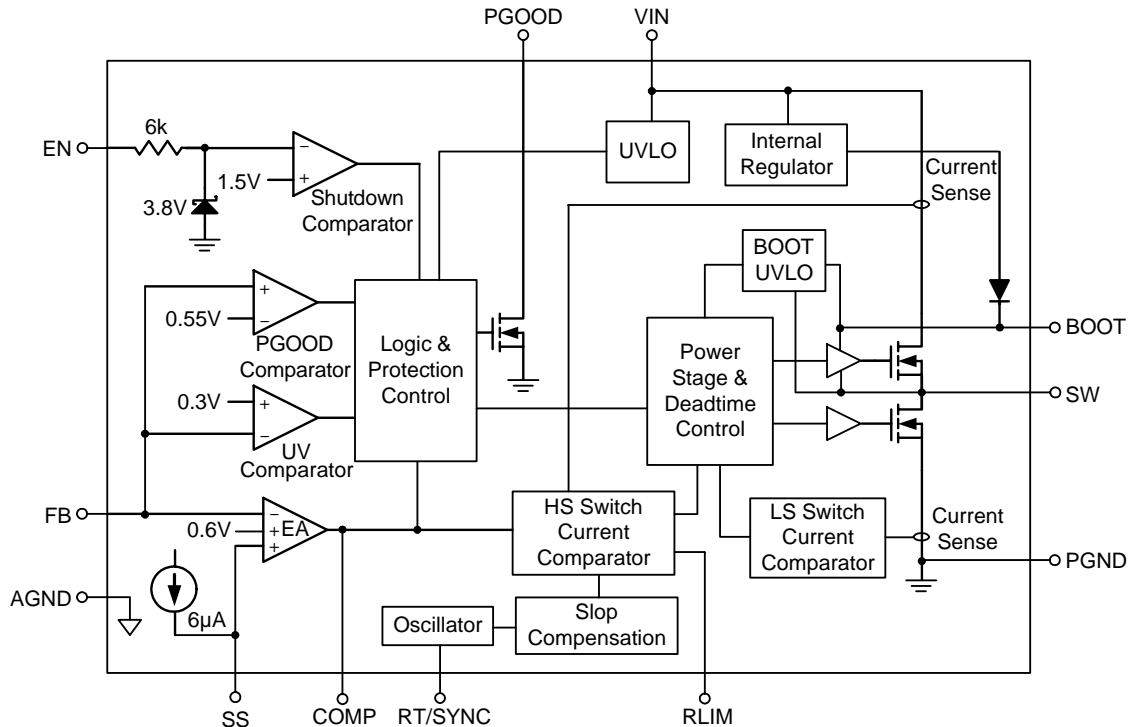 PGOOD
VIN
6k
EN
1.5V
3.8V
Shutdown
Comparator
UVLO
Internal
Regulator
Current
Sense
BOOT
UVLO
0.55V
PGOOD
Comparator
Logic &
Protection
Control
Power
Stage &
Deadtime
Control
BOOT
SW
0.3V
UV
Comparator
FB
0.6V
EA
HS Switch
Current
Comparator
LS Switch
Current
Comparator
Current
Sense
PGND
AGND
6µA
Oscillator
Slop
Compensation
SS
COMP
RT/SYNC
RLIM